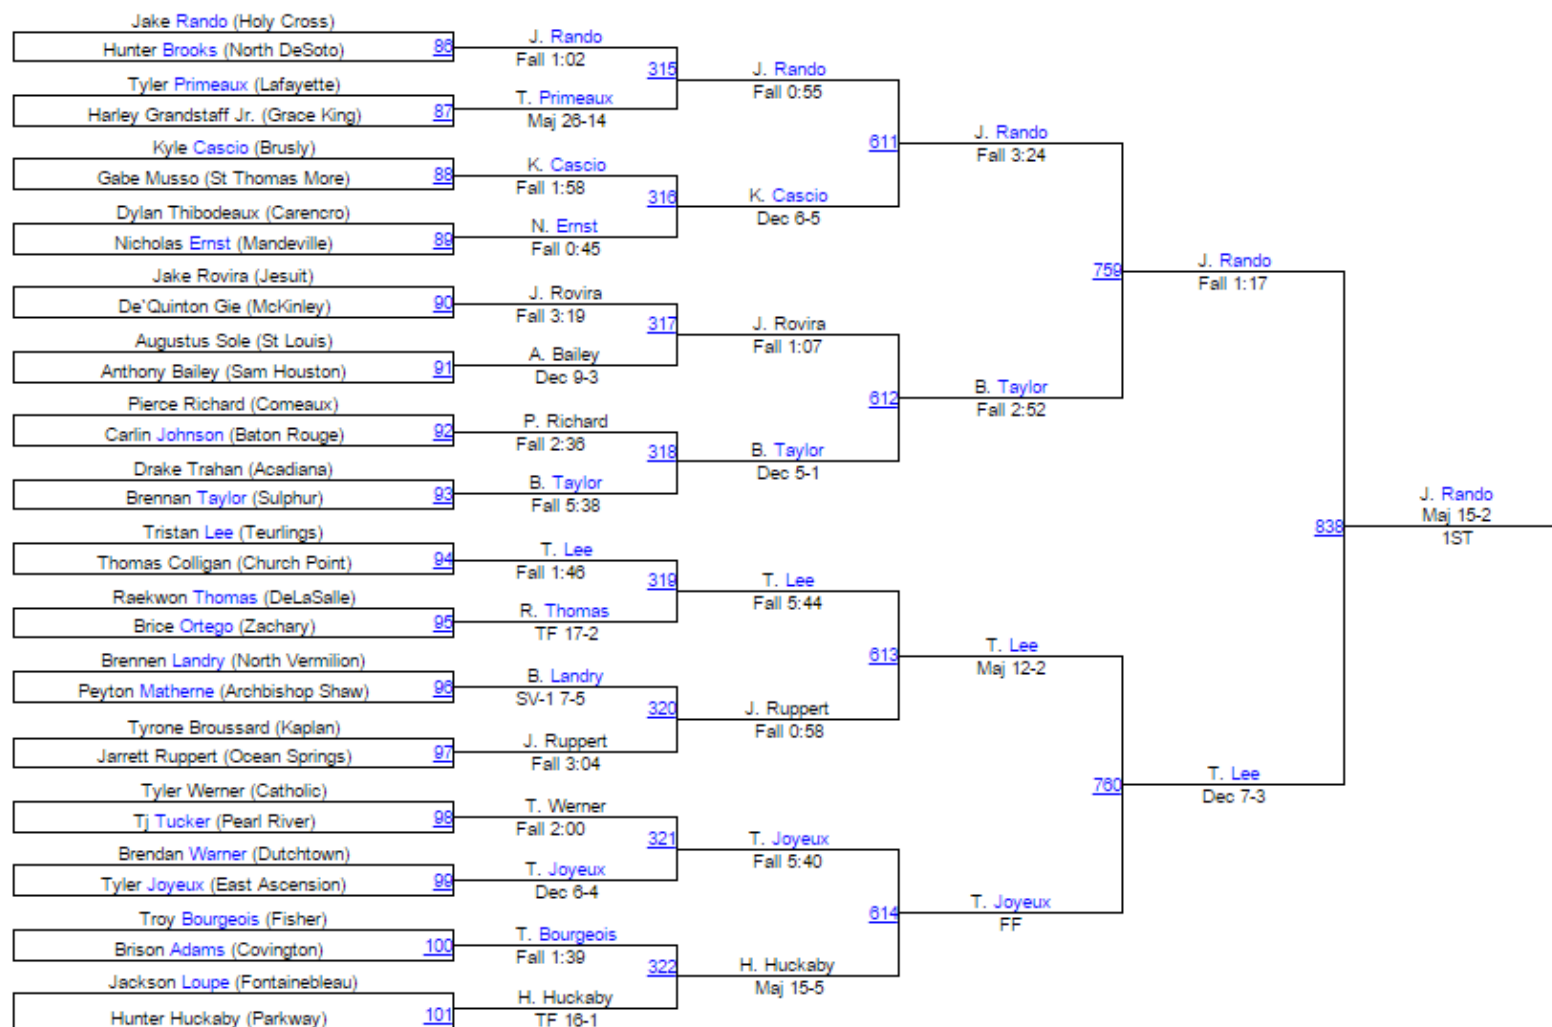 Jake Rando (Holy Cross)
Hunter Brooks (North DeSoto)
86
Tyler Primeaux (Lafayette)
Harley Grandstaff Jr. (Grace King)
87
Kyle Cascio (Brusly)
Gabe Musso (St Thomas More)
88
Dylan Thibodeaux (Carencro)
Nicholas Ernst (Mandeville)
89
Jake Rovira (Jesuit)
De'Quinton Gie (McKinley)
90
Augustus Sole (St Louis)
Anthony Bailey (Sam Houston)
91
Pierce Richard (Comeaux)
Carlin Johnson (Baton Rouge)
92
Drake Trahan (Acadiana)
Brennan Taylor (Sulphur)
93
Tristan Lee (Teurlings)
Thomas Colligan (Church Point)
94
Raekwon Thomas (DeLaSalle)
Brice Ortego (Zachary)
95
Brennen Landry (North Vermilion)
Peyton Matherne (Archbishop Shaw)
96
Tyrone Broussard (Kaplan)
Jarrett Ruppert (Ocean Springs)
97
Tyler Werner (Catholic)
Tj Tucker (Pearl River)
98
Brendan Warner (Dutchtown)
Tyler Joyeux (East Ascension)
99
Troy Bourgeois (Fisher)
Brison Adams (Covington)
100
Jackson Loupe (Fontainebleau)
Hunter Huckaby (Parkway)
101
J. Rando
Fall 1:02
315
T. Primeaux
Maj 26-14
K. Cascio
Fall 1:58
316
N. Ernst
Fall 0:45
J. Rovira
Fall 3:19
317
A. Bailey
Dec 9-3
P. Richard
Fall 2:36
318
B. Taylor
Fall 5:38
T. Lee
Fall 1:46
319
R. Thomas
TF 17-2
B. Landry
SV-1 7-5
320
J. Ruppert
Fall 3:04
T. Werner
Fall 2:00
321
T. Joyeux
Dec 6-4
T. Bourgeois
Fall 1:39
322
H. Huckaby
TF 16-1
J. Rando
Fall 0:55
611
K. Cascio
Dec 6-5
J. Rovira
Fall 1:07
612
B. Taylor
Dec 5-1
T. Lee
Fall 5:44
613
J. Ruppert
Fall 0:58
T. Joyeux
Fall 5:40
614
H. Huckaby
Maj 15-5
J. Rando
Fall 3:24
759
B. Taylor
Fall 2:52
T. Lee
Maj 12-2
760
T. Joyeux
FF
J. Rando
Fall 1:17
838
T. Lee
Dec 7-3
J. Rando
Maj 15-2
1ST